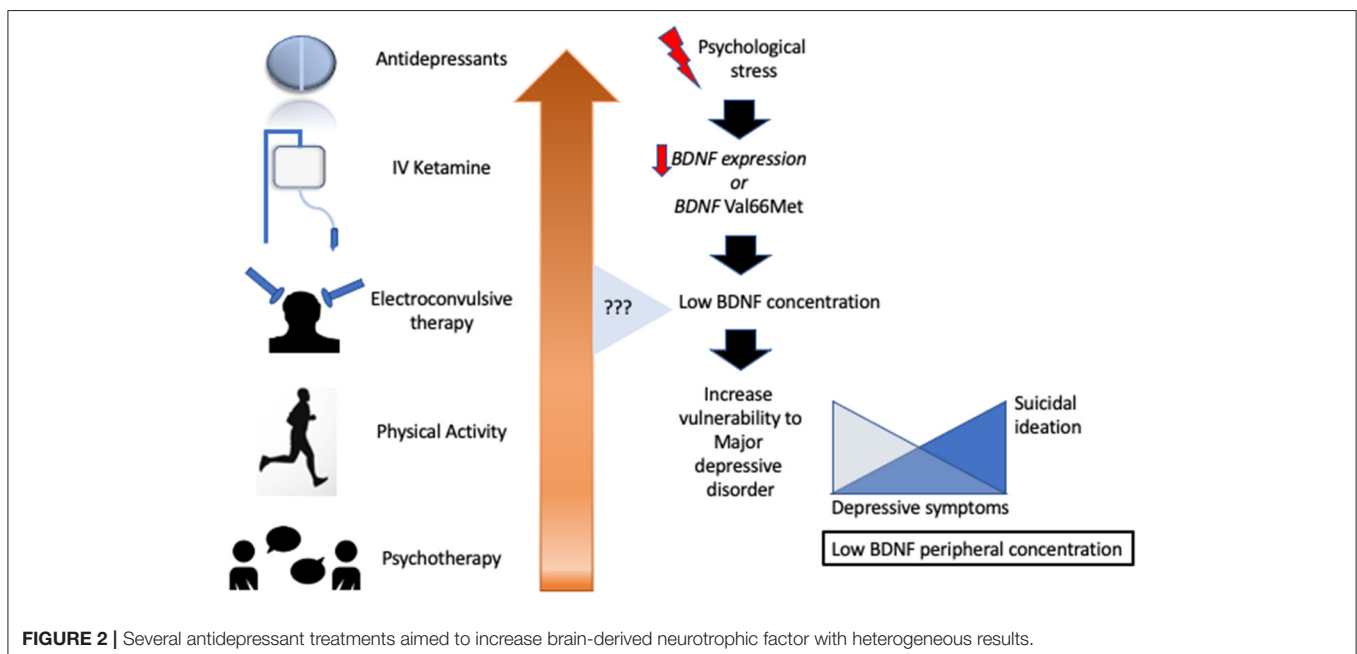 Antidepressants
IV Ketamine
Electroconvulsive
therapy
Physical Activity
Psychotherapy
???
Psychological
stress
BDNF expression
or
BDNF Val66Met
Low BDNF concentration
Increase
vulnerability to
Major
depressive
disorder
Suicidal
ideation
Depressive symptoms
Low BDNF peripheral concentration
FIGURE 2 | Several antidepressant treatments aimed to increase brain-derived neurotrophic factor with heterogeneous results.